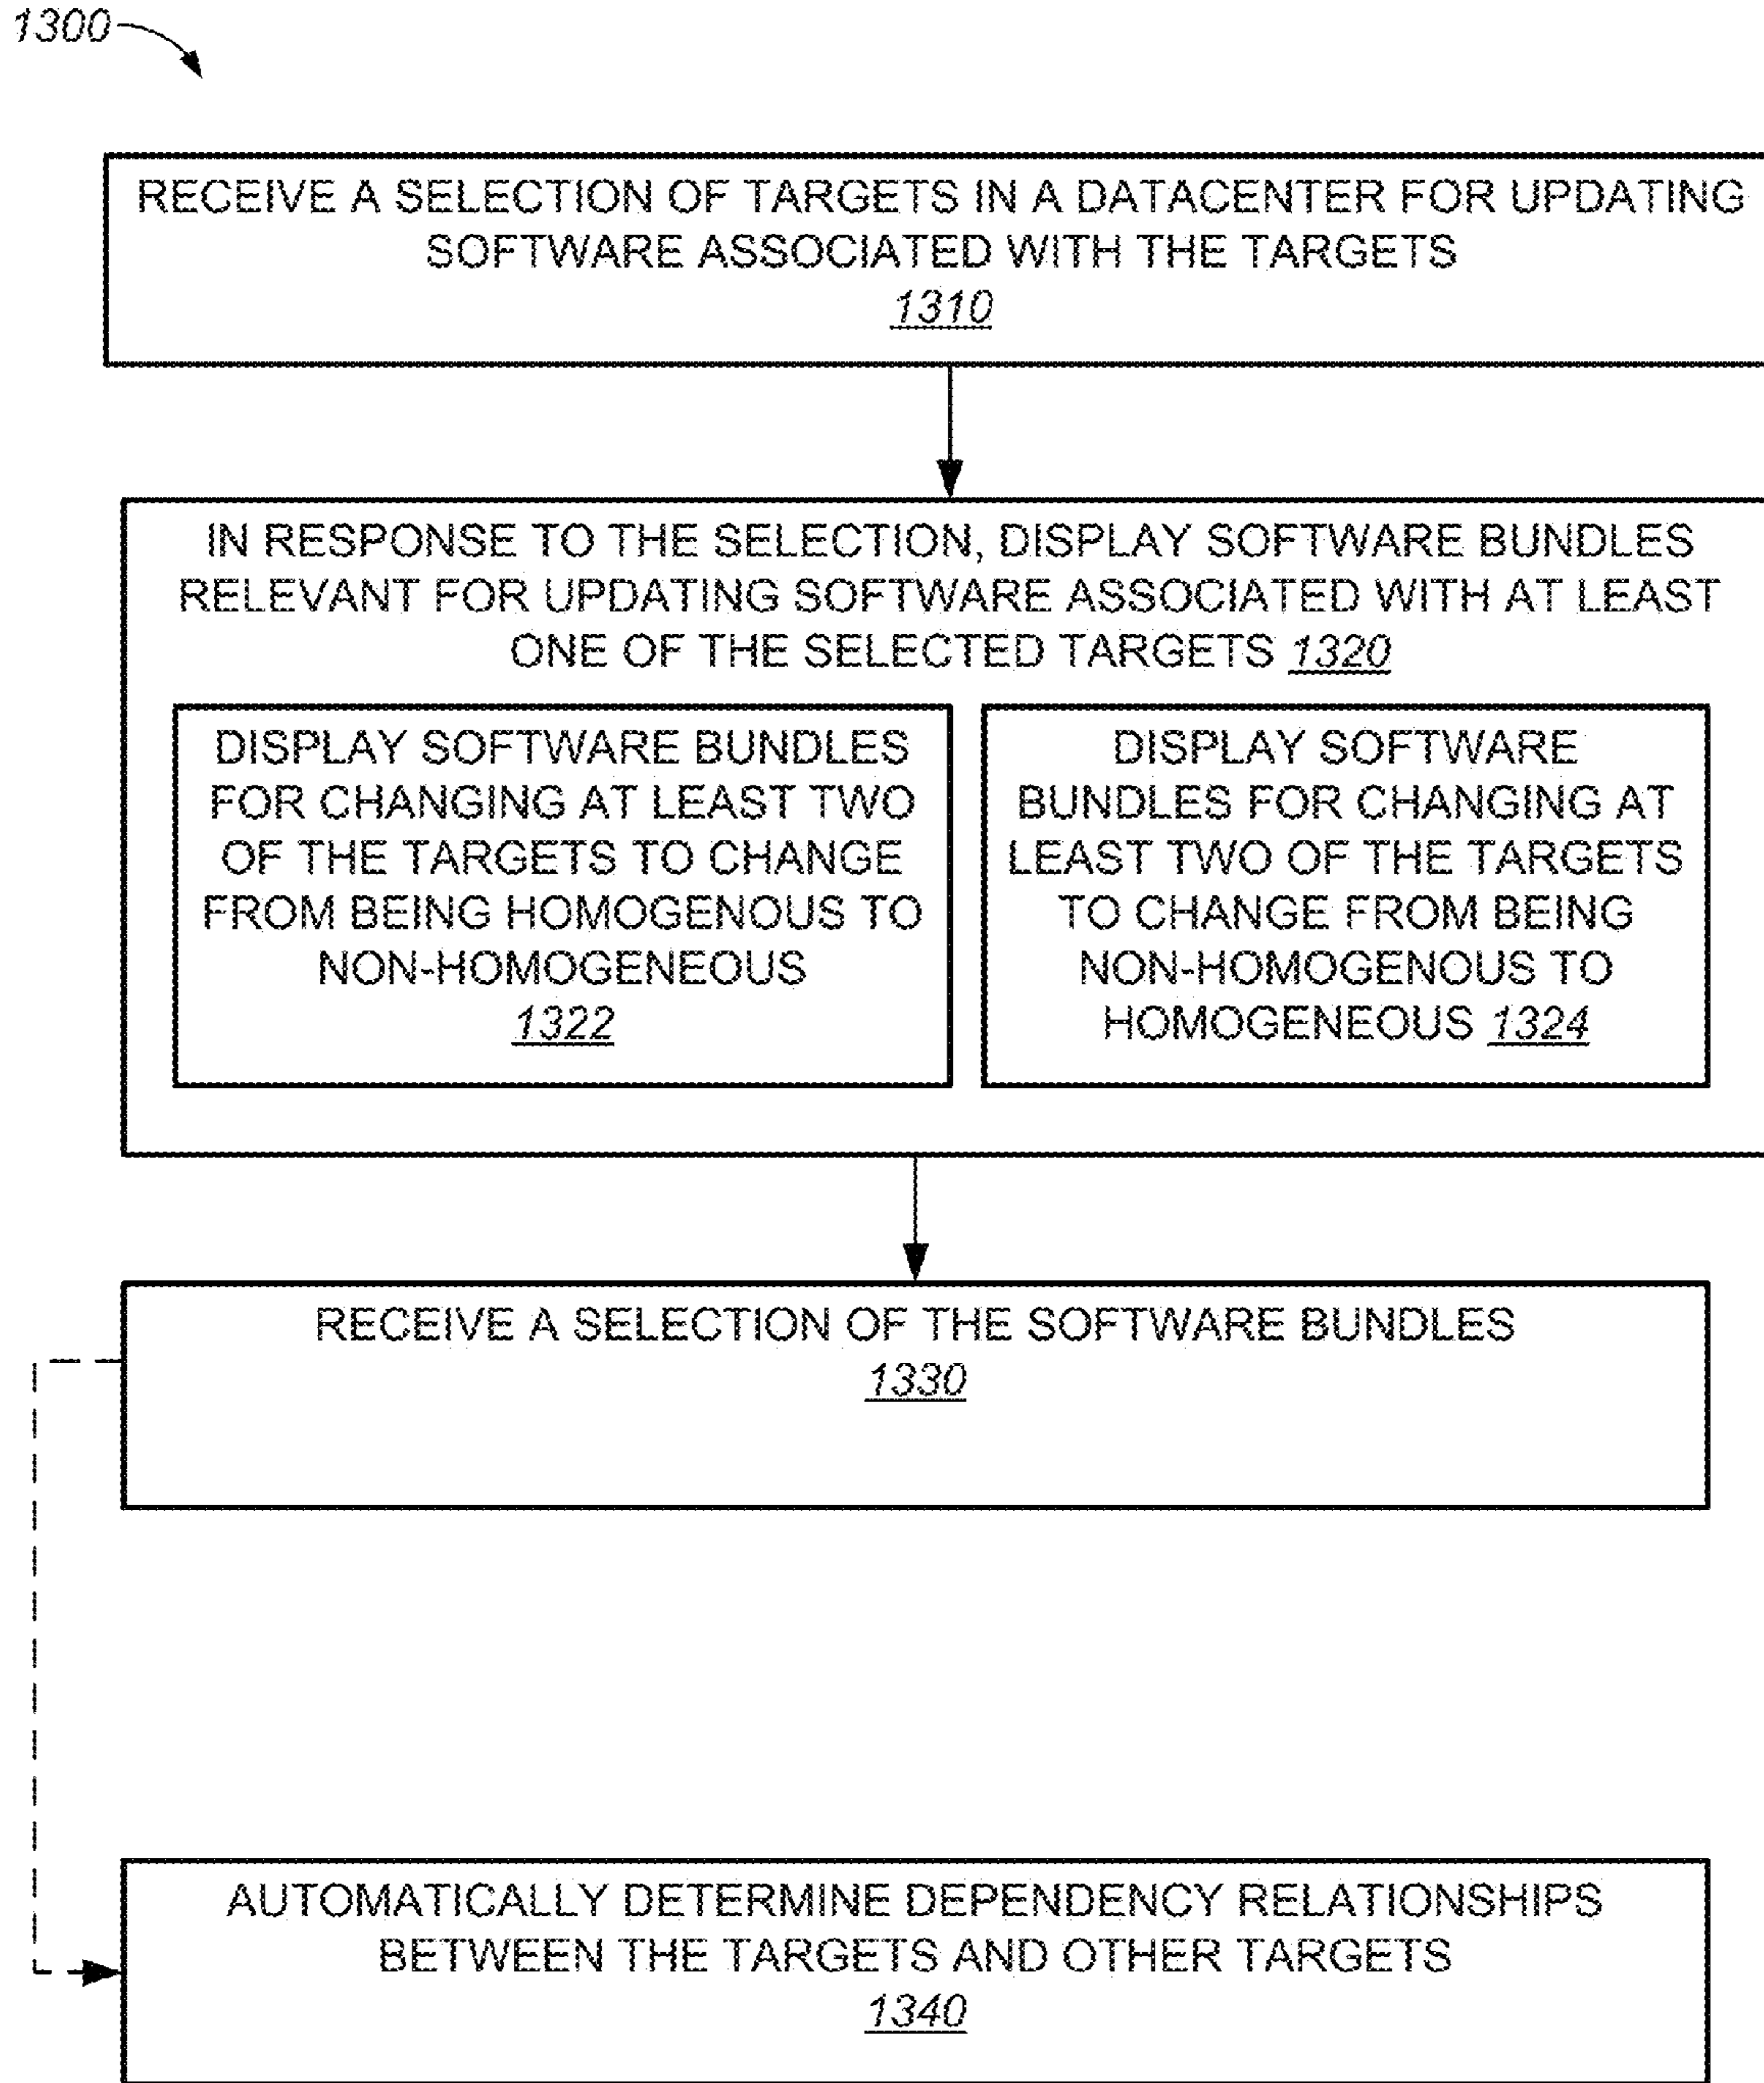 1300
RECEIVE A SELECTION OF TARGETS IN A DATACENTER FOR UPDATING
SOFTWARE ASSOCIATED WITH THE TARGETS
1310
IN RESPONSE TO THE SELECTION, DISPLAY SOFTWARE BUNDLES
RELEVANT FOR UPDATING SOFTWARE ASSOCIATED WITH AT LEAST
ONE OF THE SELECTED TARGETS 1320
DISPLAY SOFTWARE BUNDLES
FOR CHANGING AT LEAST TWO
OF THE TARGETS TO CHANGE
FROM BEING HOMOGENOUS TO
NON-HOMOGENEOUS
1322
DISPLAY SOFTWARE
BUNDLES FOR CHANGING AT
LEAST TWO OF THE TARGETS
TO CHANGE FROM BEING
NON-HOMOGENOUS TO
HOMOGENEOUS 1324
RECEIVE A SELECTION OF THE SOFTWARE BUNDLES
1330
AUTOMATICALLY DETERMINE DEPENDENCY RELATIONSHIPS
BETWEEN THE TARGETS AND OTHER TARGETS
1340